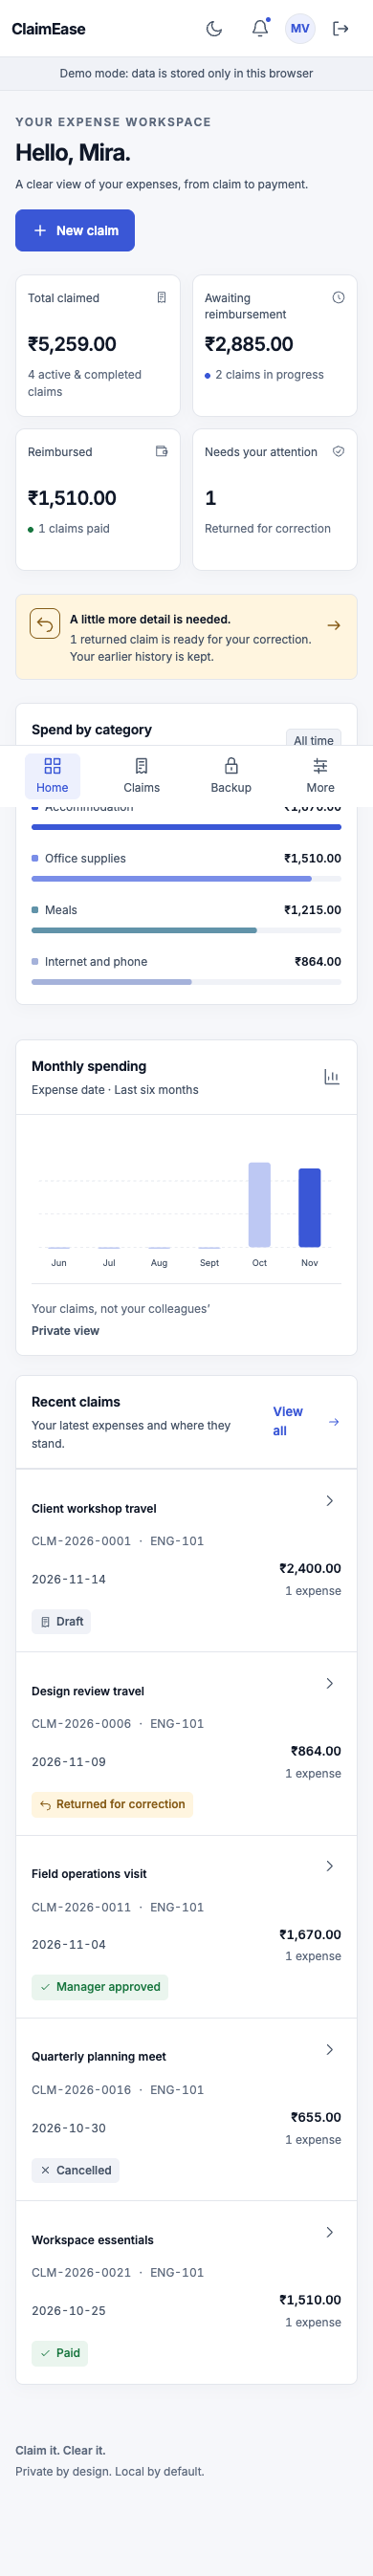 ClaimEase
MV
Demo mode: data is stored only in this browser
YOUR EXPENSE WORKSPACE
Hello, Mira.
A clear view of your expenses, from claim to payment.
New claim
Total claimed
₹5,259.00
4 active & completed
claims
Awaiting
reimbursement
₹2,885.00
2 claims in progress
Reimbursed
₹1,510.00
1 claims paid
Needs your attention
1
Returned for correction
A little more detail is needed.
1 returned claim is ready for your correction.
Your earlier history is kept.
Spend by category
All time
Home
Claims
Backup
More
Accommodation ₹1,670.00
Office supplies ₹1,510.00
Meals ₹1,215.00
Internet and phone ₹864.00
Monthly spending
Expense date · Last six months
Jun Jul Aug Sept Oct Nov
Your claims, not your colleagues'
Private view
Recent claims
Your latest expenses and where they
stand.
View
all
Client workshop travel
CLM-2026-0001 · ENG-101
2026-11-14
₹2,400.00
1 expense
Draft
Design review travel
CLM-2026-0006 · ENG-101
2026-11-09
₹864.00
1 expense
Returned for correction
Field operations visit
CLM-2026-0011 · ENG-101
2026-11-04
₹1,670.00
1 expense
Manager approved
Quarterly planning meet
CLM-2026-0016 · ENG-101
2026-10-30
₹655.00
1 expense
Cancelled
Workspace essentials
CLM-2026-0021 · ENG-101
2026-10-25
₹1,510.00
1 expense
Paid
Claim it. Clear it.
Private by design. Local by default.